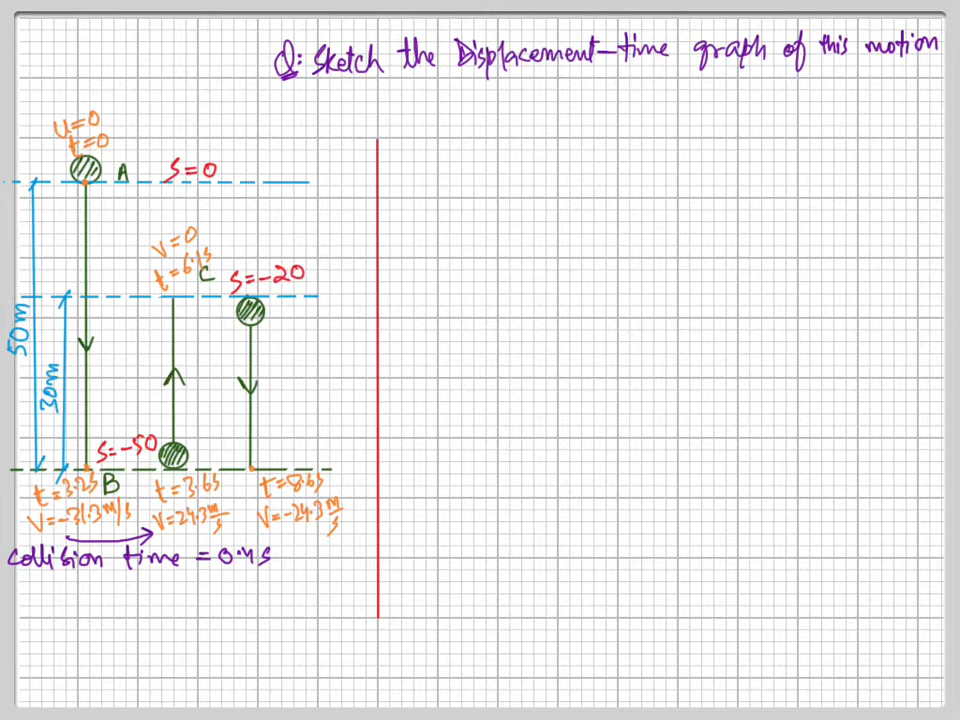 Q: Sketch the Displacement-time graph of this motion
u=0
t=0
A
S=0
V=0
t=6.1s
C
S=-20
50m
30m
S=-50
B
t=3.2s
V=-31.3m/s
t=3.6s
V=24.3m/s
t=8.6s
V=-24.3m/s
collision time = 0.4s